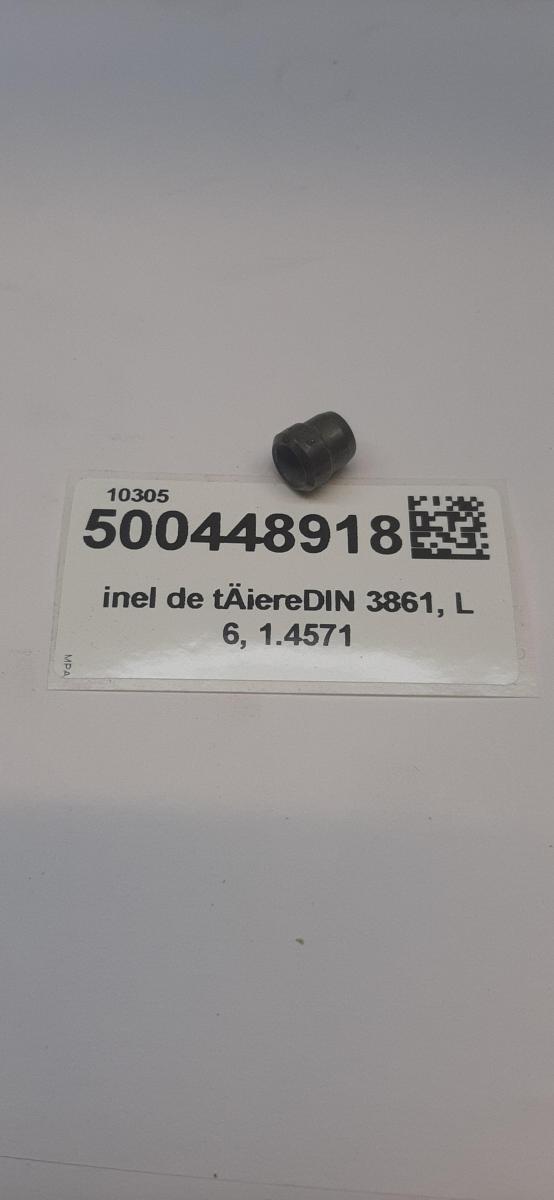 10305
500448918
inel de tÄiereDIN 3861, L
6, 1.4571
MPA